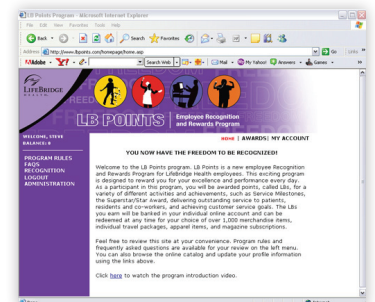 LB Points Program - Microsoft Internet Explorer
File Edit View Favorites Tools Help
Back Search Favorites
Address http://www.lbpoints.com/homepage/home.asp Go Links
Adobe Y! Search Web Mail My Yahoo! Answers Games
LIFEBRIDGE
HEALTH
FREEDOM
LB POINTS Employee Recognition
and Rewards Program
WELCOME, STEVE
BALANCE: 0
HOME | AWARDS | MY ACCOUNT
PROGRAM RULES
FAQS
RECOGNITION
LOGOUT
ADMINISTRATION
YOU NOW HAVE THE FREEDOM TO BE RECOGNIZED!
Welcome to the LB Points program. LB Points is a new employee Recognition
and Rewards Program for LifeBridge Health employees. This exciting program
is designed to reward you for your excellence and performance every day.
As a participant in this program, you will be awarded points, called LBs, for a
variety of different activities and achievements, such as Service Milestones,
the Superstar/Star Award, delivering outstanding service to patients,
residents and co-workers, and achieving customer service goals. The LBs
you earn will be banked in your individual online account and can be
redeemed at any time for your choice of over 1,000 merchandise items,
individual travel packages, apparel items, and magazine subscriptions.
Feel free to review this site at your convenience. Program rules and
frequently asked questions are available for your review on the left menu.
You can also browse the online catalog and update your profile information
using the links above.
Click here to watch the program introduction video.